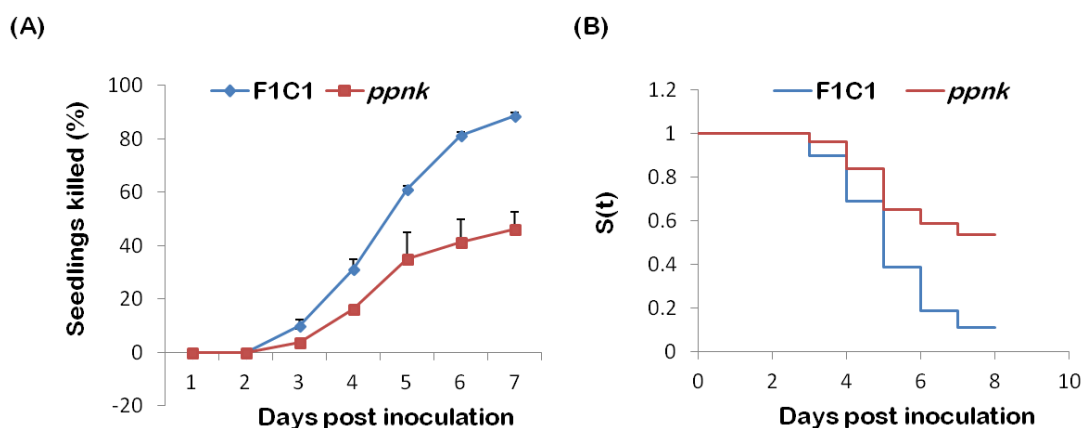 (A)
F1C1 ppnk
100
80
60
40
20
0
-20
Seedlings killed (%)
1 2 3 4 5 6 7
Days post inoculation
(B)
F1C1 ppnk
1.2
1
0.8
0.6
0.4
0.2
0
S(t)
0 2 4 6 8 10
Days post inoculation